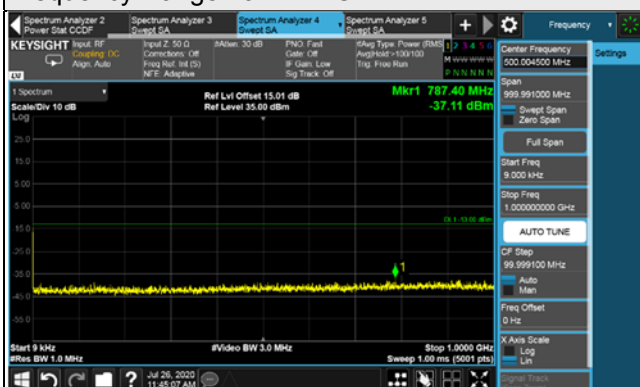 Spectrum Analyzer 2
Power Stat CCDF
Spectrum Analyzer 3
Swept SA
Spectrum Analyzer 4
Swept SA
Spectrum Analyzer 5
Swept SA
+
Frequency
KEYSIGHT
Input: RF
Coupling: DC
Align: Auto
Input Z: 50 Ω
Corrections: Off
Freq Ref: Int (S)
NFE: Adaptive
#Atten: 30 dB
PNO: Fast
Gate: Off
IF Gain: Low
Sig Track: Off
#Avg Type: Power (RMS
Avg|Hold:>100/100
Trig: Free Run
1 2 3 4 5 6
M W W W W W
P N N N N N
LV
1 Spectrum
Scale/Div 10 dB
Log
Ref Lvl Offset 15.01 dB
Ref Level 35.00 dBm
Mkr1 787.40 MHz
-37.11 dBm
25.0
15.0
5.00
DL1 -13.00 dBm
1
-55.0
Start 9 kHz
#Res BW 1.0 MHz
#Video BW 3.0 MHz
Stop 1.0000 GHz
Sweep 1.00 ms (5001 pts)
Jul 26, 2020
11:45:07 AM
Center Frequency
500.004500 MHz
Settings
Span
999.991000 MHz
Swept Span
Zero Span
Full Span
Start Freq
9.000 kHz
Stop Freq
1.000000000 GHz
AUTO TUNE
CF Step
99.999100 MHz
Auto
Man
Freq Offset
0 Hz
X Axis Scale
Log
Lin
Signal Track